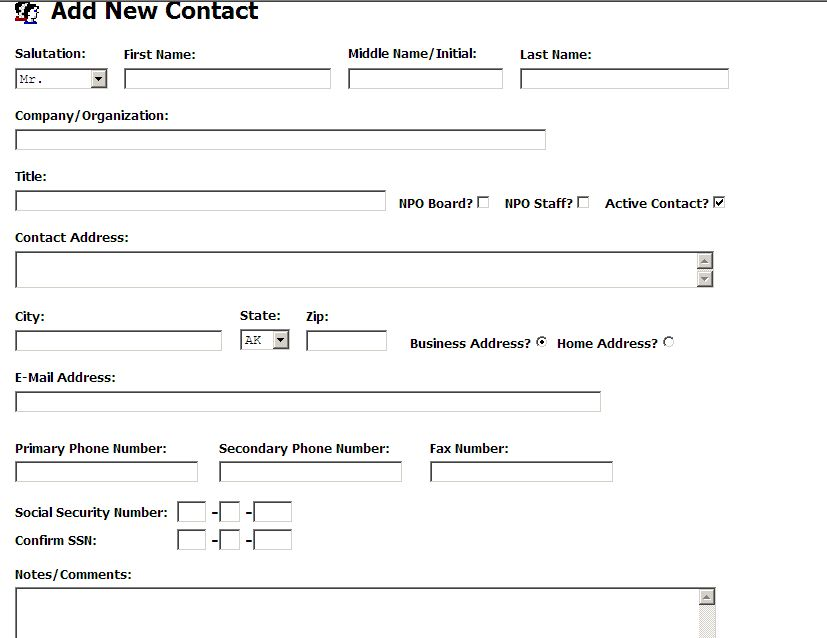 Add New Contact
Salutation: First Name: Middle Name/Initial: Last Name:
Mr.
Company/Organization:
Title:
NPO Board? NPO Staff? Active Contact?
Contact Address:
City: State: Zip:
AK Business Address? Home Address?
E-Mail Address:
Primary Phone Number: Secondary Phone Number: Fax Number:
Social Security Number: - -
Confirm SSN: - -
Notes/Comments: